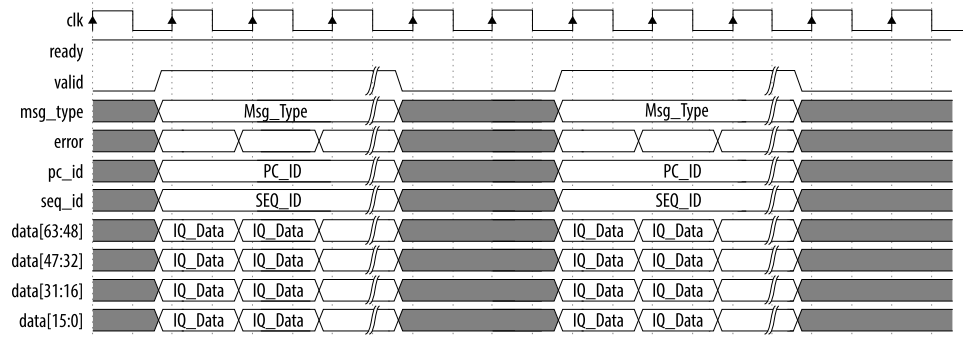 clk
ready
valid
msg_type Msg_Type Msg_Type
error
pc_id PC_ID PC_ID
seq_id SEQ_ID SEQ_ID
data[63:48] IQ_Data IQ_Data IQ_Data IQ_Data
data[47:32] IQ_Data IQ_Data IQ_Data IQ_Data
data[31:16] IQ_Data IQ_Data IQ_Data IQ_Data
data[15:0] IQ_Data IQ_Data IQ_Data IQ_Data